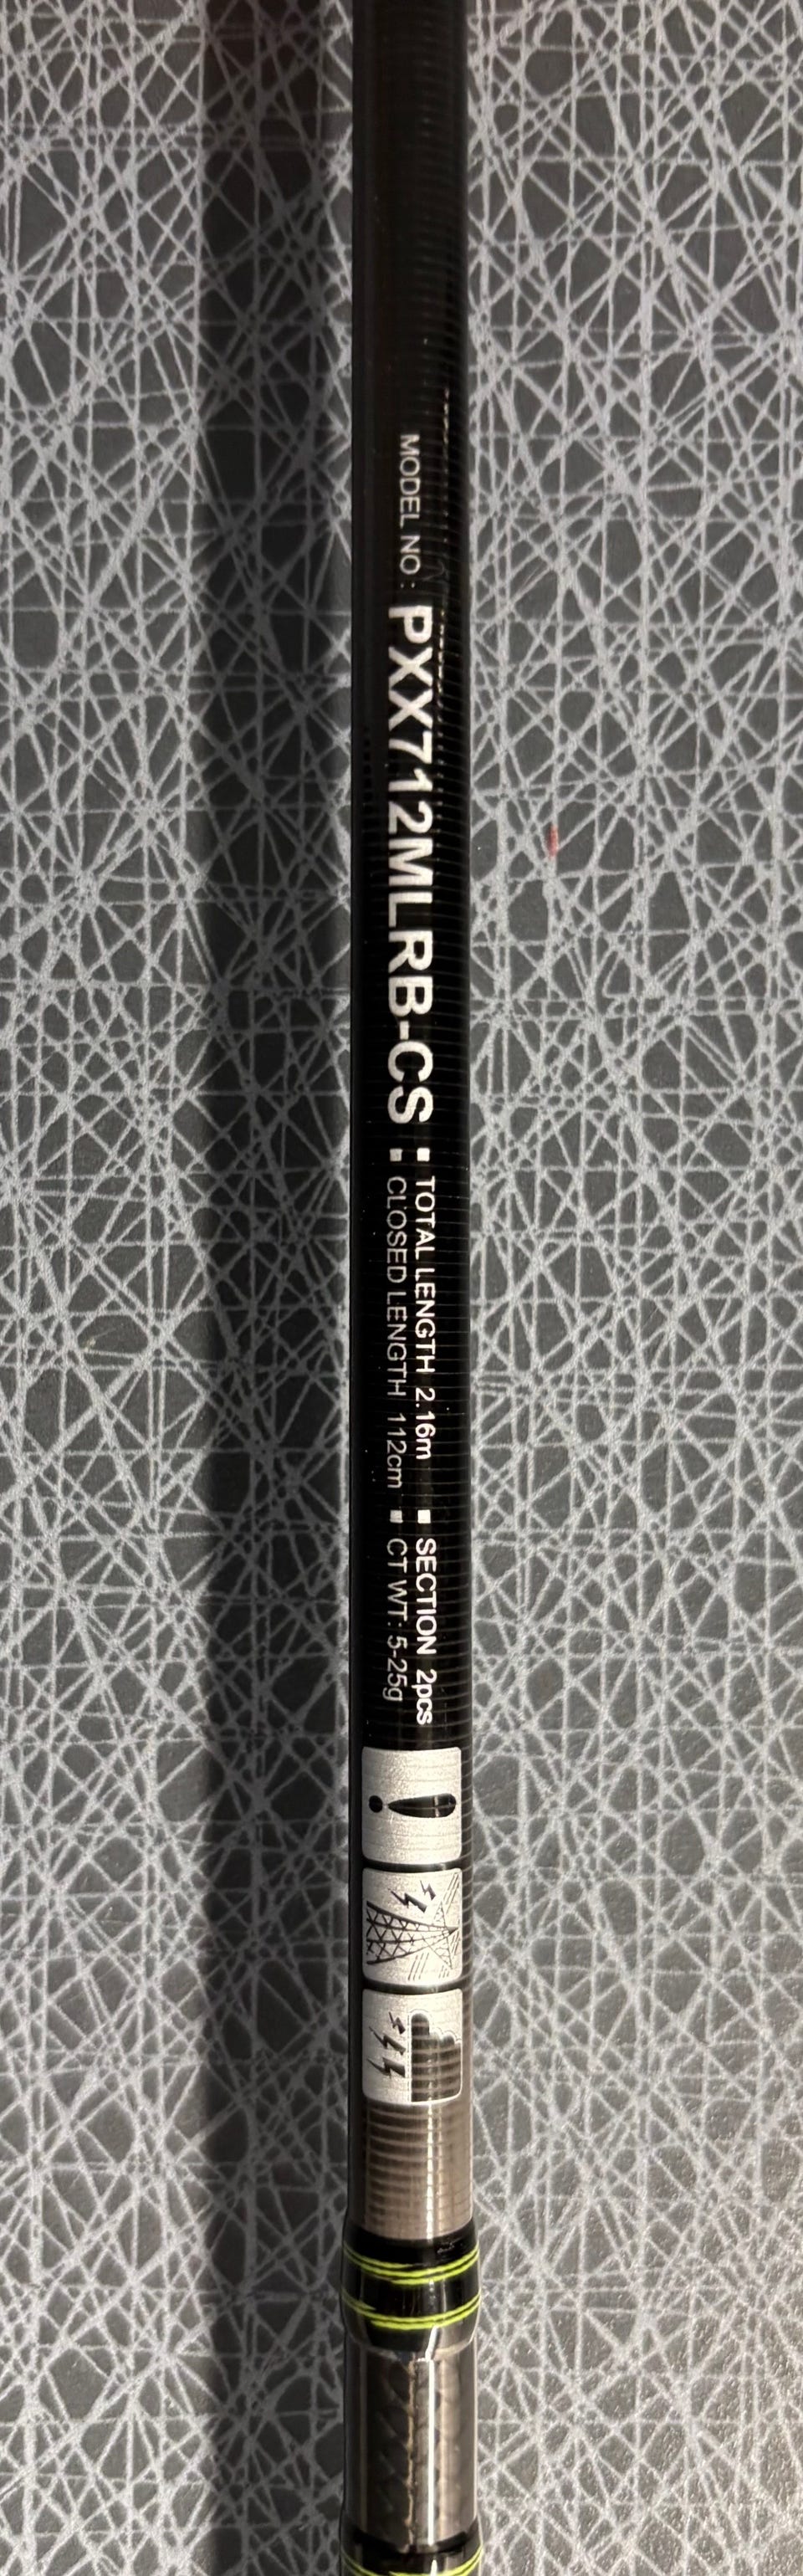 MODEL NO : PXX712MLRB-CS
▪ TOTAL LENGTH 2.16m ▪ SECTION 2pcs
▪ CLOSED LENGTH 112cm ▪ CT WT: 5-25g